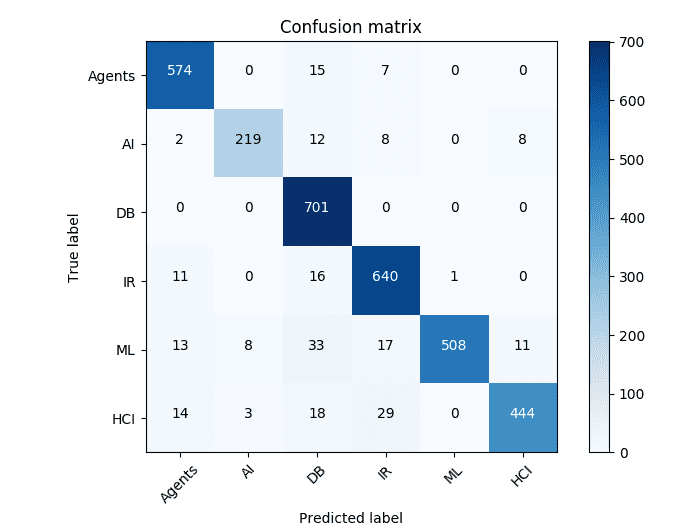 Confusion matrix
True label
Agents 574 0 15 7 0 0
AI 2 219 12 8 0 8
DB 0 0 701 0 0 0
IR 11 0 16 640 1 0
ML 13 8 33 17 508 11
HCI 14 3 18 29 0 444
Agents AI DB IR ML HCI
Predicted label
700
600
500
400
300
200
100
0